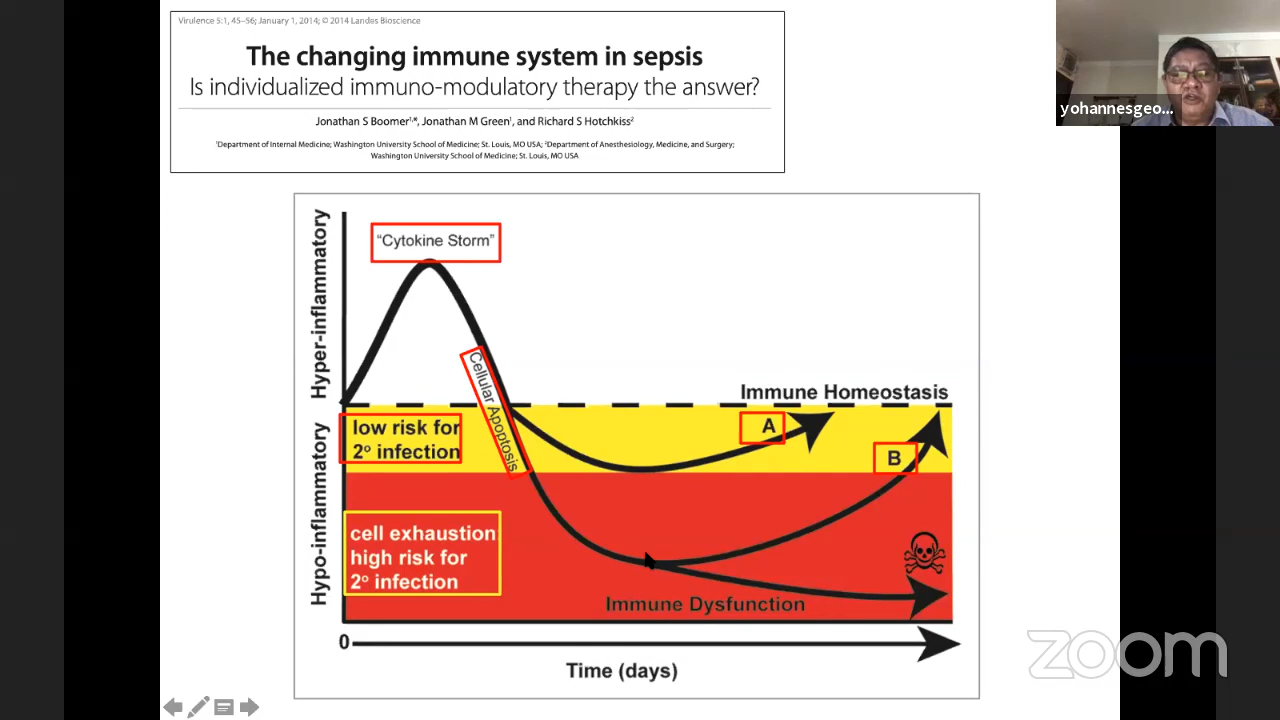 Virulence 5:1, 45–56; January 1, 2014; © 2014 Landes Bioscience
The changing immune system in sepsis
Is individualized immuno-modulatory therapy the answer?
Jonathan S Boomer¹,*, Jonathan M Green¹, and Richard S Hotchkiss²
¹Department of Internal Medicine; Washington University School of Medicine; St. Louis, MO USA; ²Department of Anesthesiology, Medicine, and Surgery;
Washington University School of Medicine; St. Louis, MO USA
yohannesgeo...
Hyper-inflammatory
Hypo-inflammatory
"Cytokine Storm"
Cellular Apoptosis
Immune Homeostasis
low risk for
2º infection
A
B
cell exhaustion
high risk for
2º infection
Immune Dysfunction
0
Time (days)
zoom